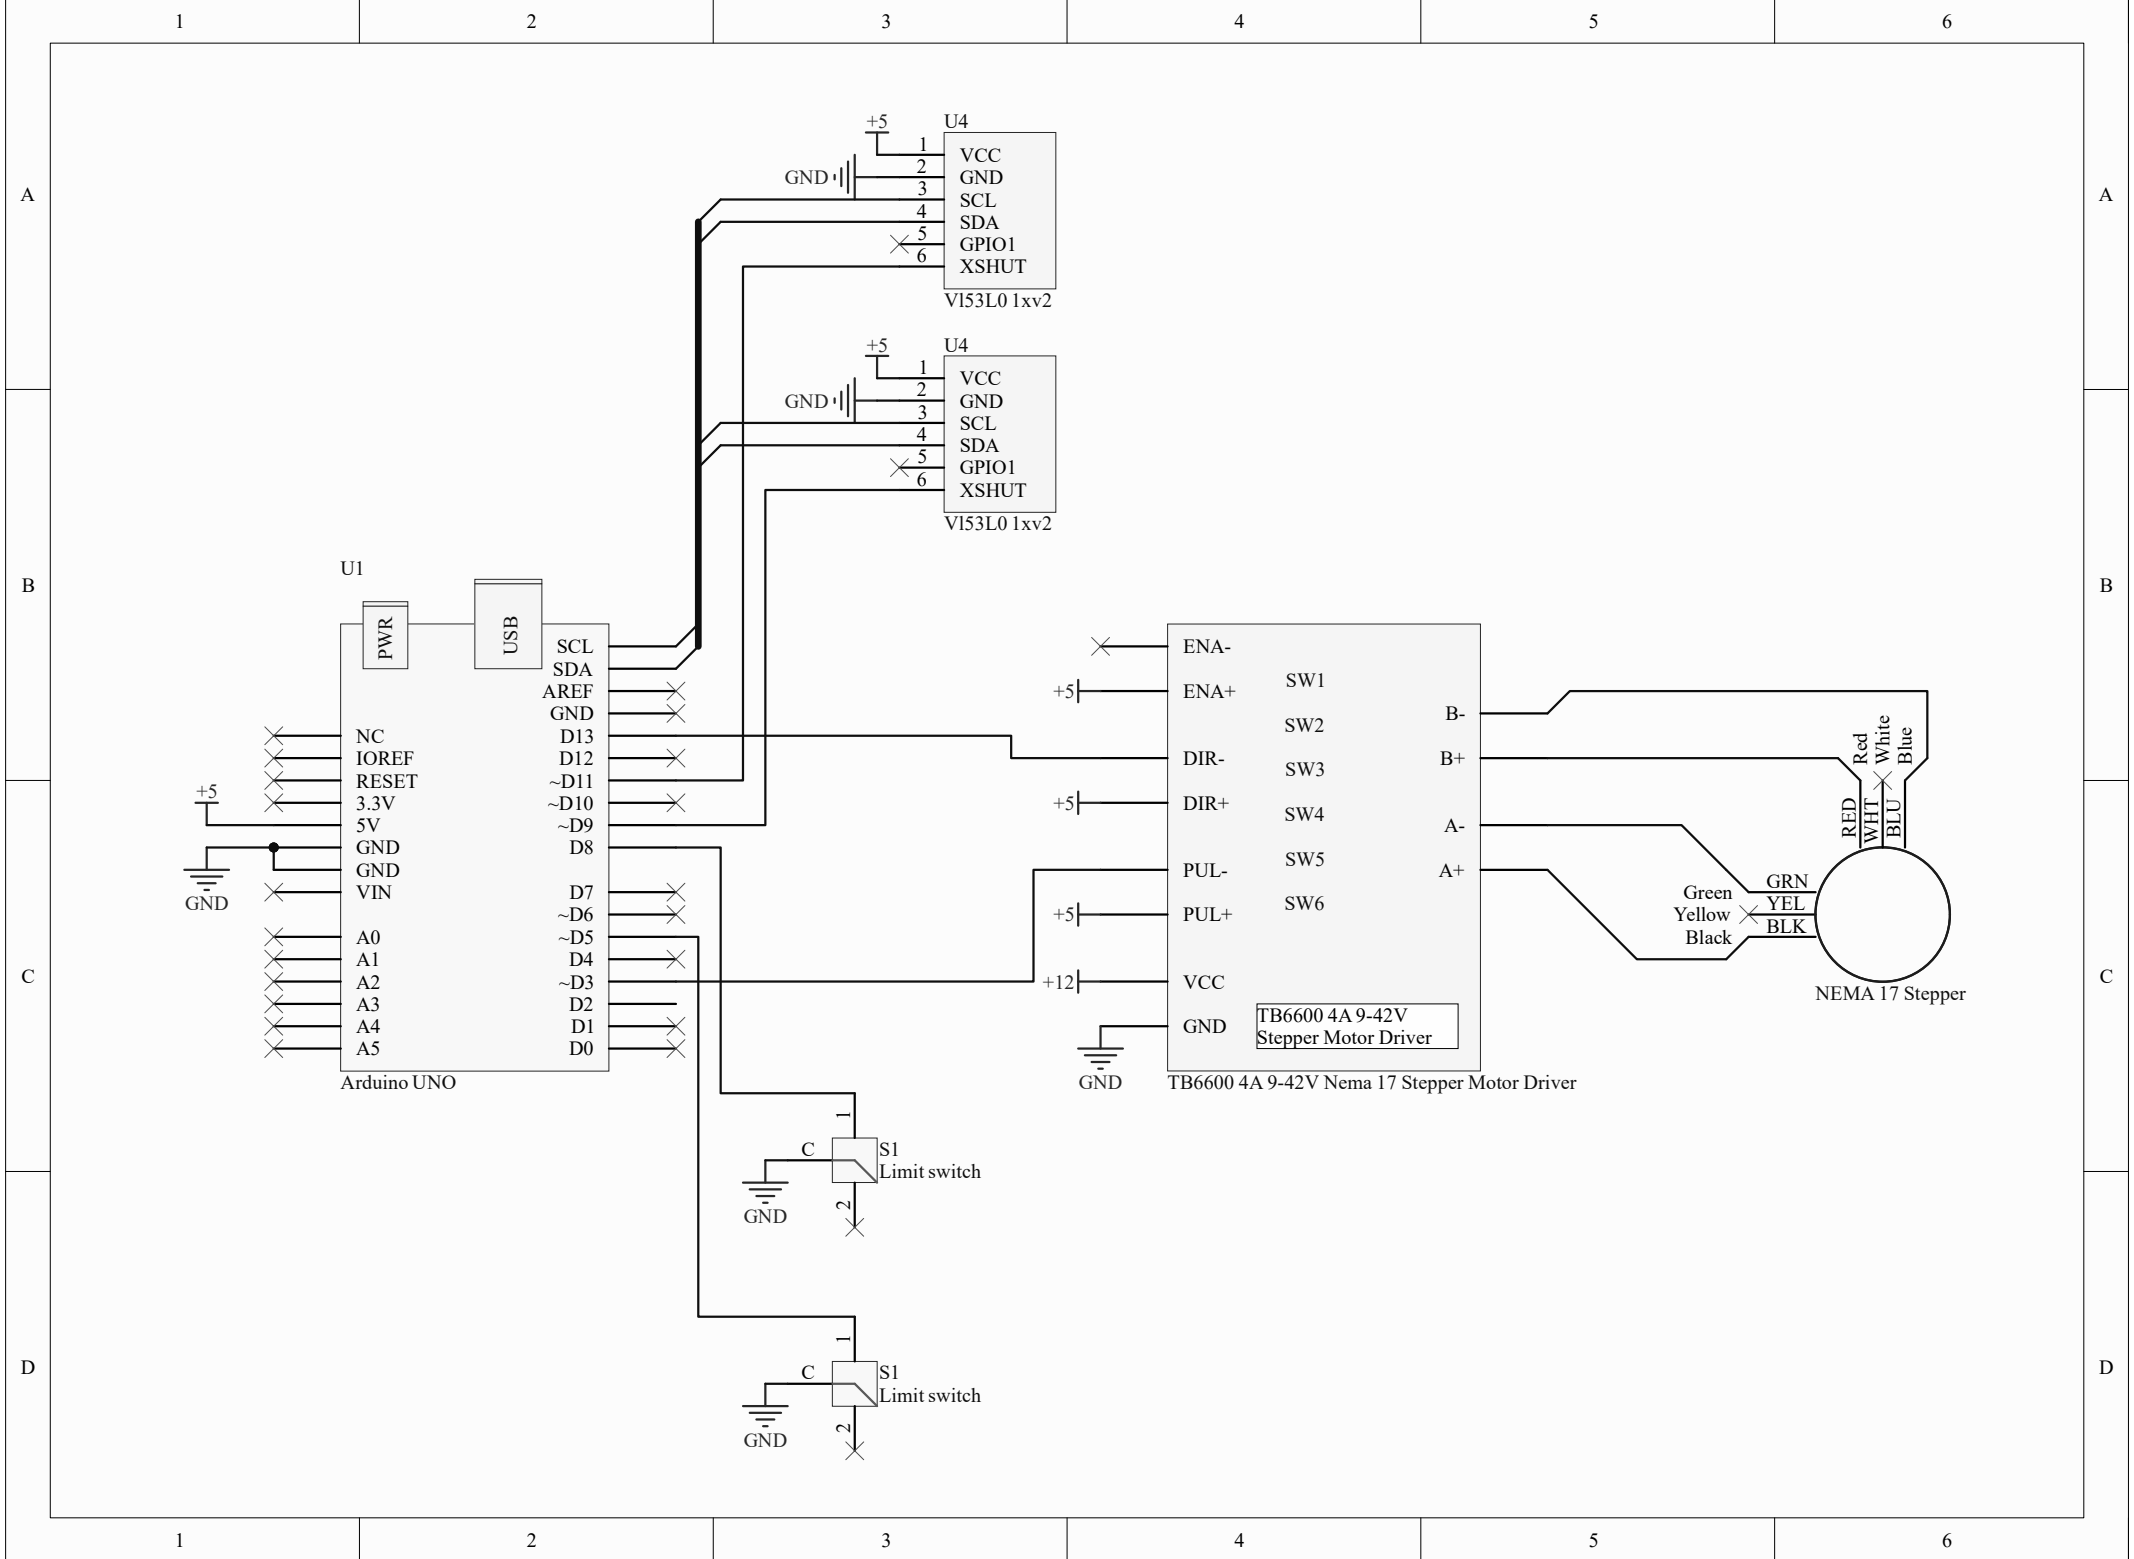 1 2 3 4 5 6
A A
+5 U4
1 VCC
GND 2 GND
3 SCL
4 SDA
5 GPIO1
6 XSHUT
Vl53L0 1xv2
+5 U4
1 VCC
GND 2 GND
3 SCL
4 SDA
5 GPIO1
6 XSHUT
Vl53L0 1xv2
B B
U1
PWR
USB
SCL
SDA
AREF
GND
NC D13
IOREF D12
RESET ~D11
3.3V ~D10
+5
5V ~D9
GND D8
GND
GND
VIN D7
~D6
A0 ~D5
A1 D4
A2 ~D3
A3 D2
A4 D1
A5 D0
Arduino UNO
ENA-
SW1
+5 ENA+
SW2
B-
DIR-
SW3
B+
+5 DIR+
SW4
A-
PUL-
SW5
A+
+5 PUL+
SW6
+12 VCC
GND
GND
TB6600 4A 9-42V
Stepper Motor Driver
TB6600 4A 9-42V Nema 17 Stepper Motor Driver
Red
White
Blue
RED
WHT
BLU
Green GRN
Yellow YEL
Black BLK
NEMA 17 Stepper
C C
1
C S1
Limit switch
2
GND
1
C S1
Limit switch
2
GND
D D
1 2 3 4 5 6